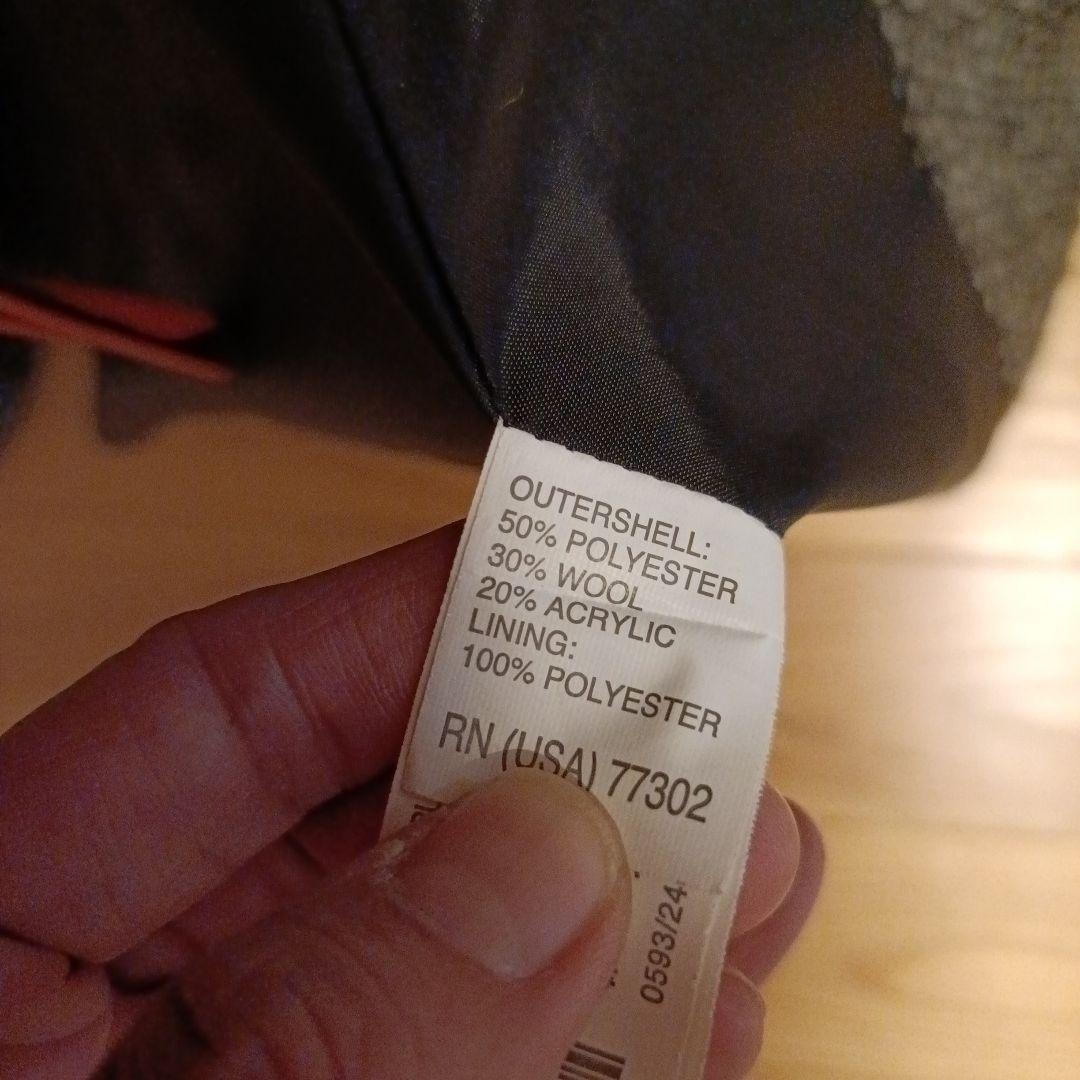 OUTERSHELL:
50% POLYESTER
30% WOOL
20% ACRYLIC
LINING:
100% POLYESTER
RN (USA) 77302
0593/24